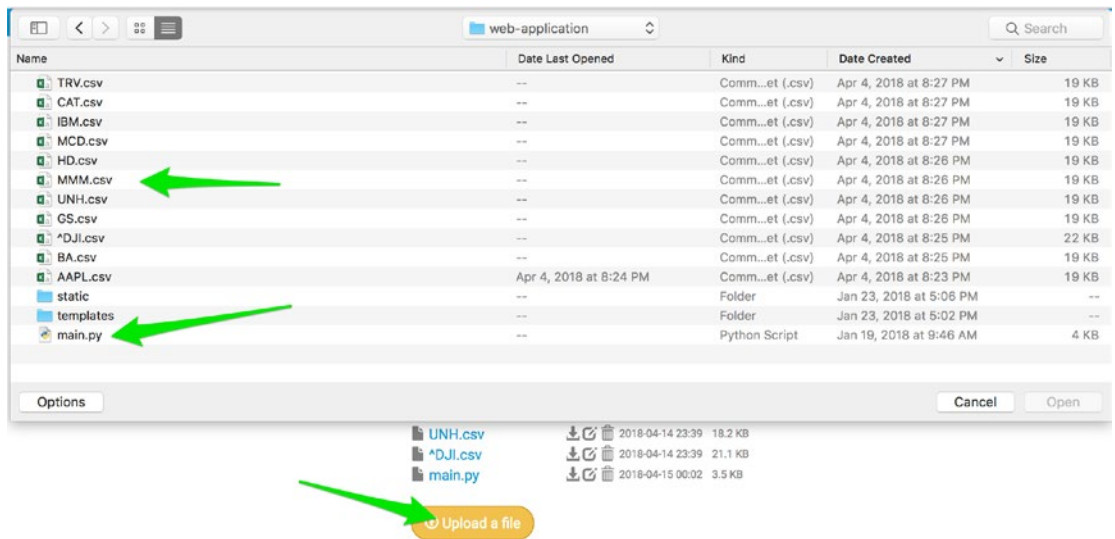 web-application Search
Name Date Last Opened Kind Date Created Size
TRV.csv -- Comm...et (.csv) Apr 4, 2018 at 8:27 PM 19 KB
CAT.csv -- Comm...et (.csv) Apr 4, 2018 at 8:27 PM 19 KB
IBM.csv -- Comm...et (.csv) Apr 4, 2018 at 8:27 PM 19 KB
MCD.csv -- Comm...et (.csv) Apr 4, 2018 at 8:27 PM 19 KB
HD.csv -- Comm...et (.csv) Apr 4, 2018 at 8:26 PM 19 KB
MMM.csv -- Comm...et (.csv) Apr 4, 2018 at 8:26 PM 19 KB
UNH.csv -- Comm...et (.csv) Apr 4, 2018 at 8:26 PM 19 KB
GS.csv -- Comm...et (.csv) Apr 4, 2018 at 8:26 PM 19 KB
^DJI.csv -- Comm...et (.csv) Apr 4, 2018 at 8:25 PM 22 KB
BA.csv -- Comm...et (.csv) Apr 4, 2018 at 8:25 PM 19 KB
AAPL.csv Apr 4, 2018 at 8:24 PM Comm...et (.csv) Apr 4, 2018 at 8:23 PM 19 KB
static -- Folder Jan 23, 2018 at 5:06 PM --
templates -- Folder Jan 23, 2018 at 5:02 PM --
main.py -- Python Script Jan 19, 2018 at 9:46 AM 4 KB
Options Cancel Open
UNH.csv 2018-04-14 23:39 18.2 KB
^DJI.csv 2018-04-14 23:39 21.1 KB
main.py 2018-04-15 00:02 3.5 KB
Upload a file